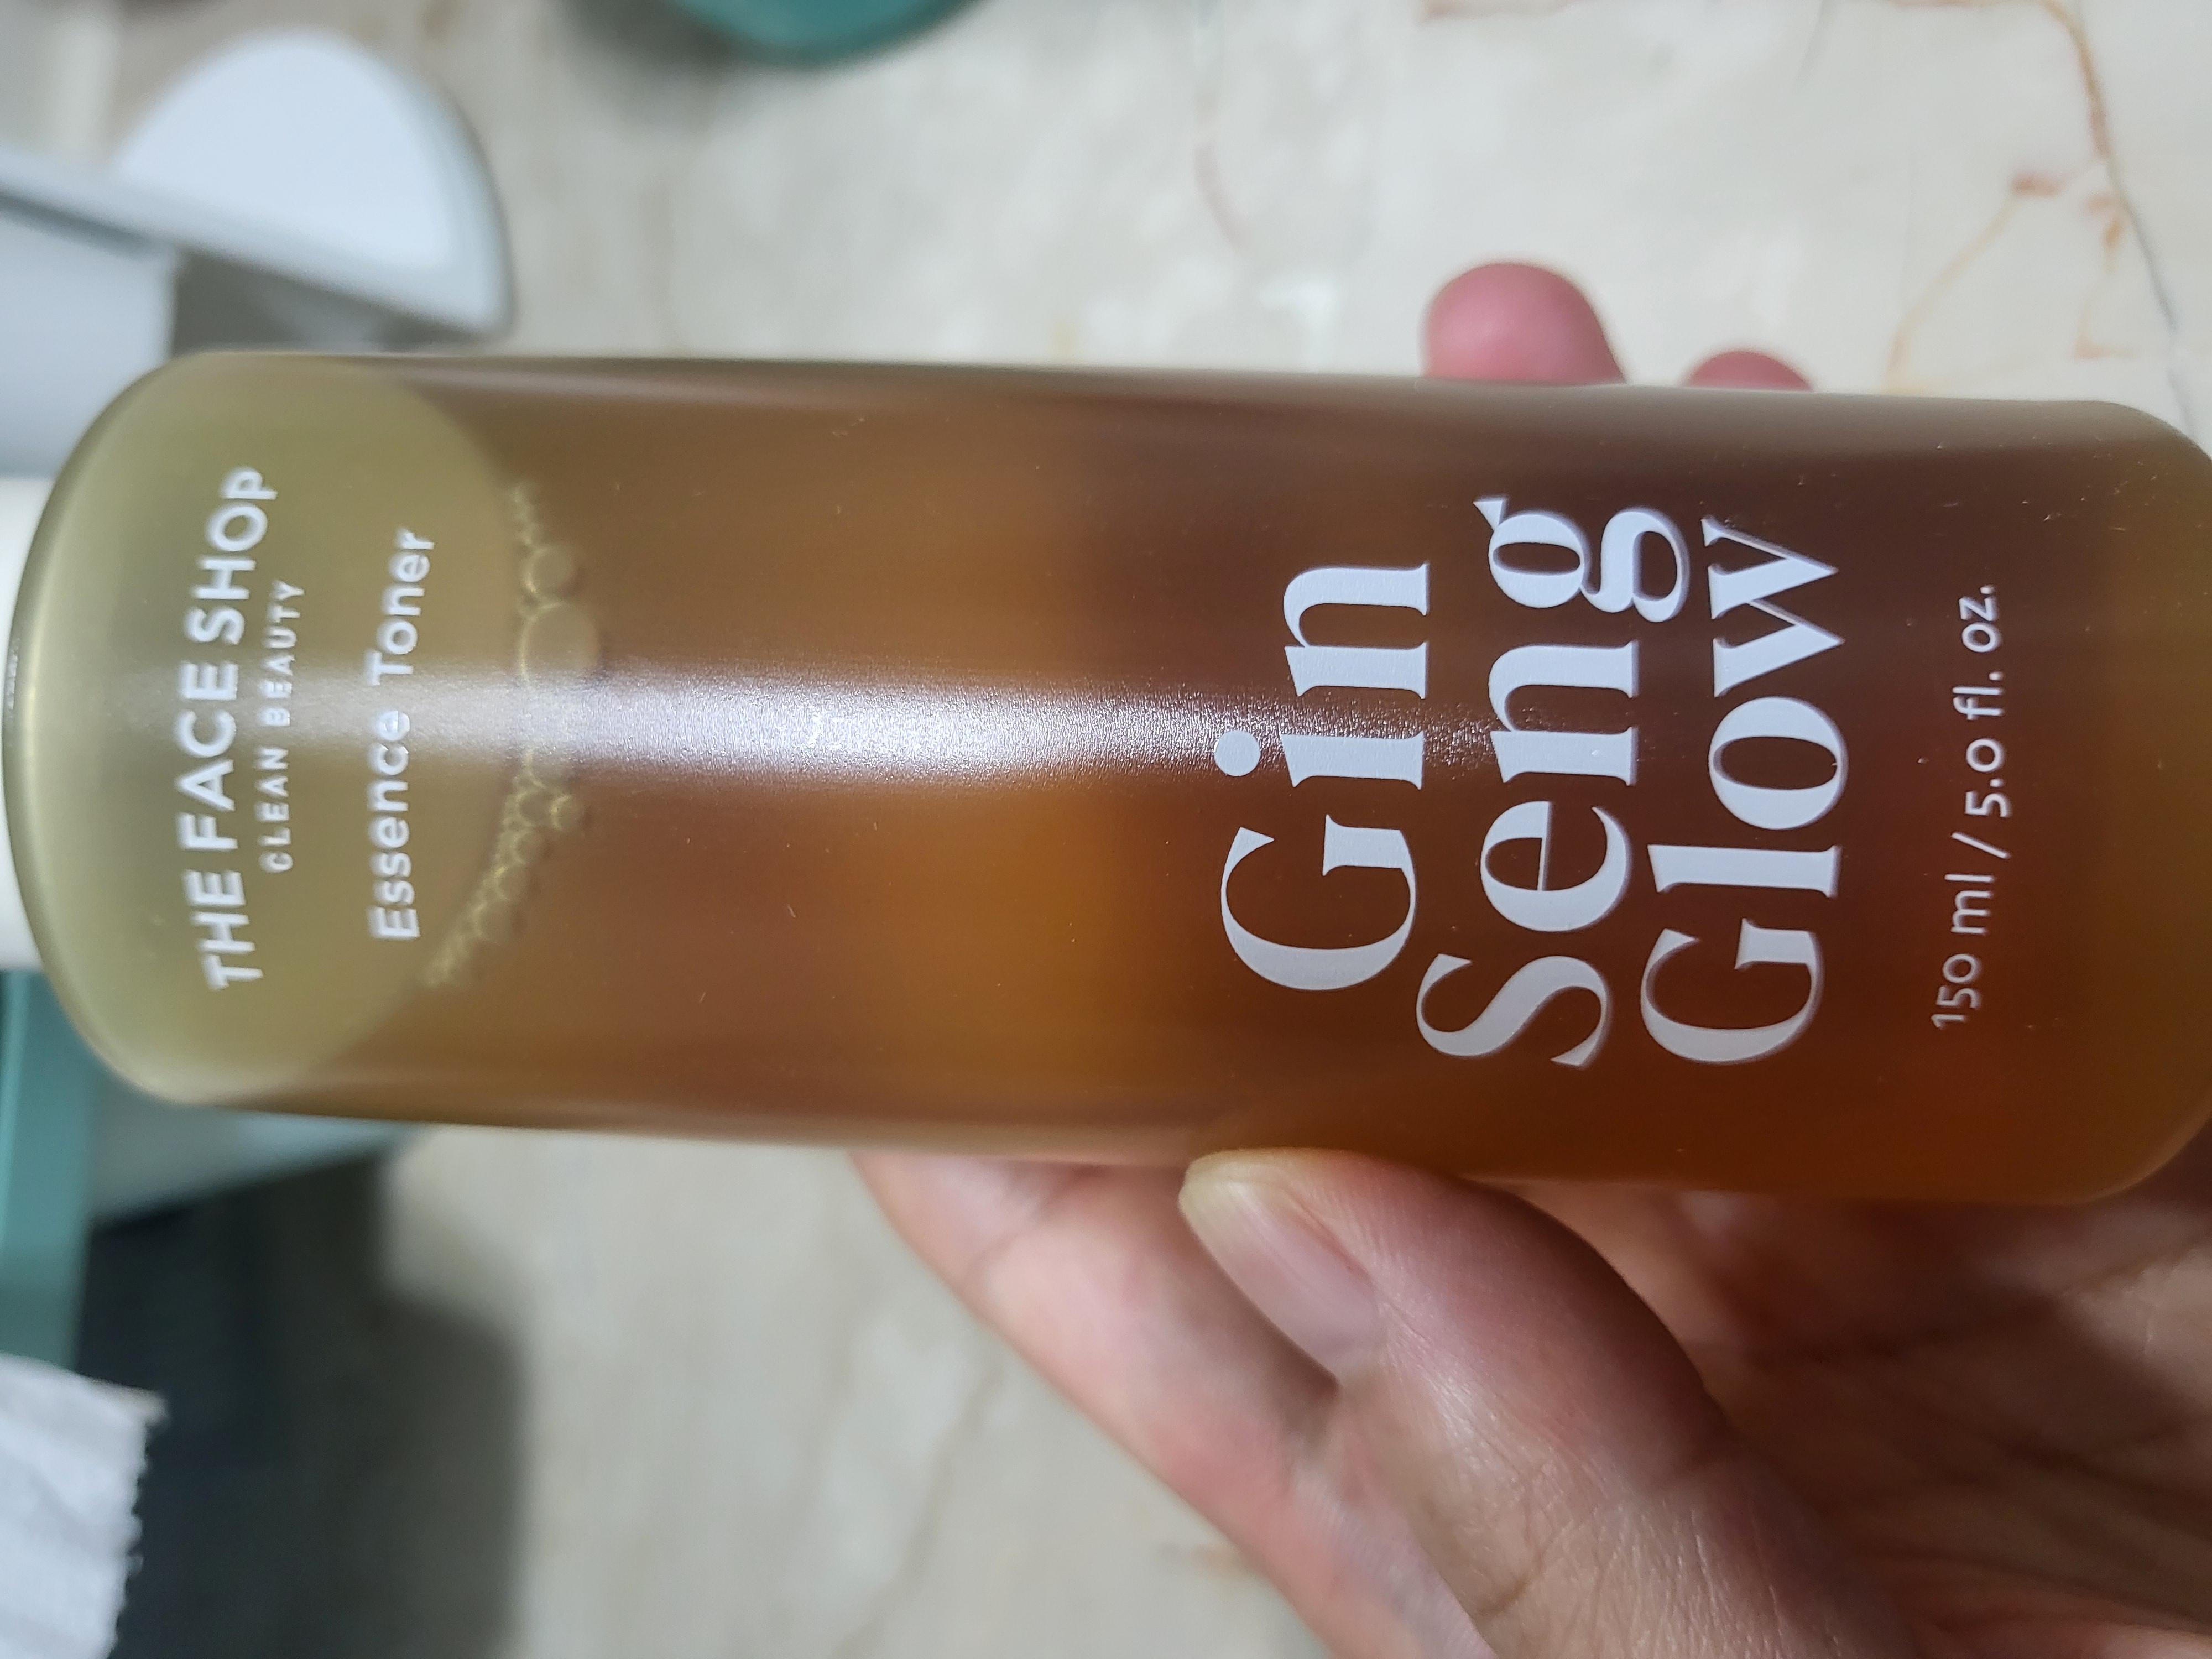 THE FACE SHOP
CLEAN BEAUTY
Essence Toner
Gin
Seng
Glow
150 ml / 5.0 fl. oz.